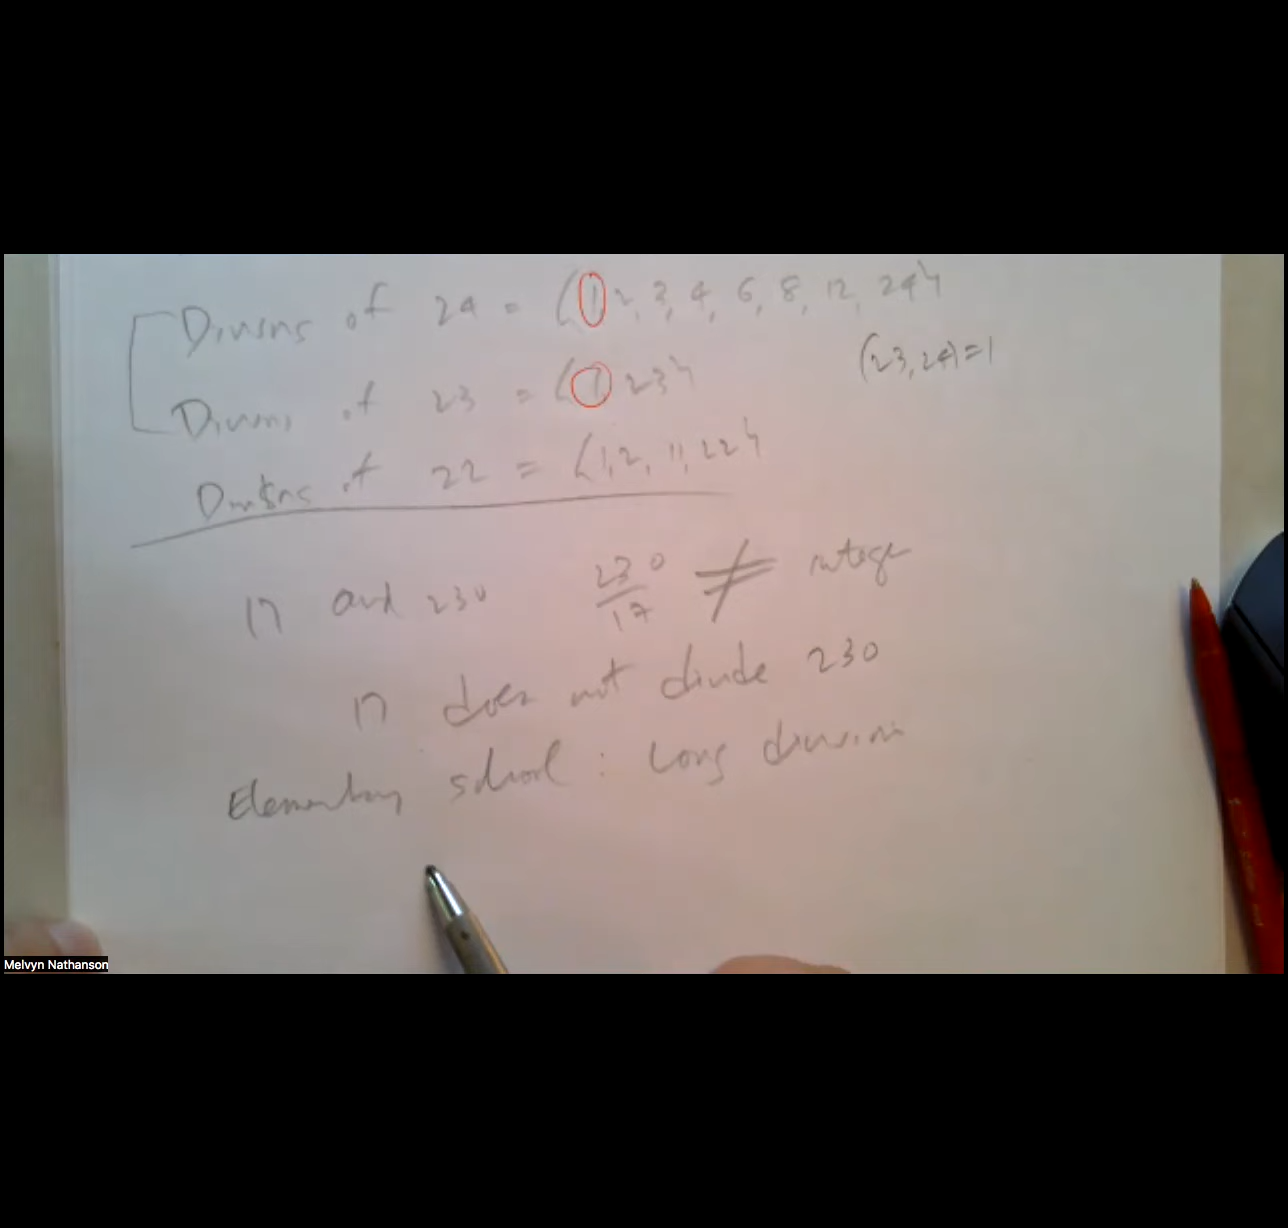 Divisors of 24 = {1, 2, 3, 4, 6, 8, 12, 24}
(23, 24) = 1
Divisors of 23 = {1, 23}
Divisors of 22 = {1, 2, 11, 22}
17 and 230 230/17 ≠ integer
17 does not divide 230
Elementary school : Long division
Melvyn Nathanson